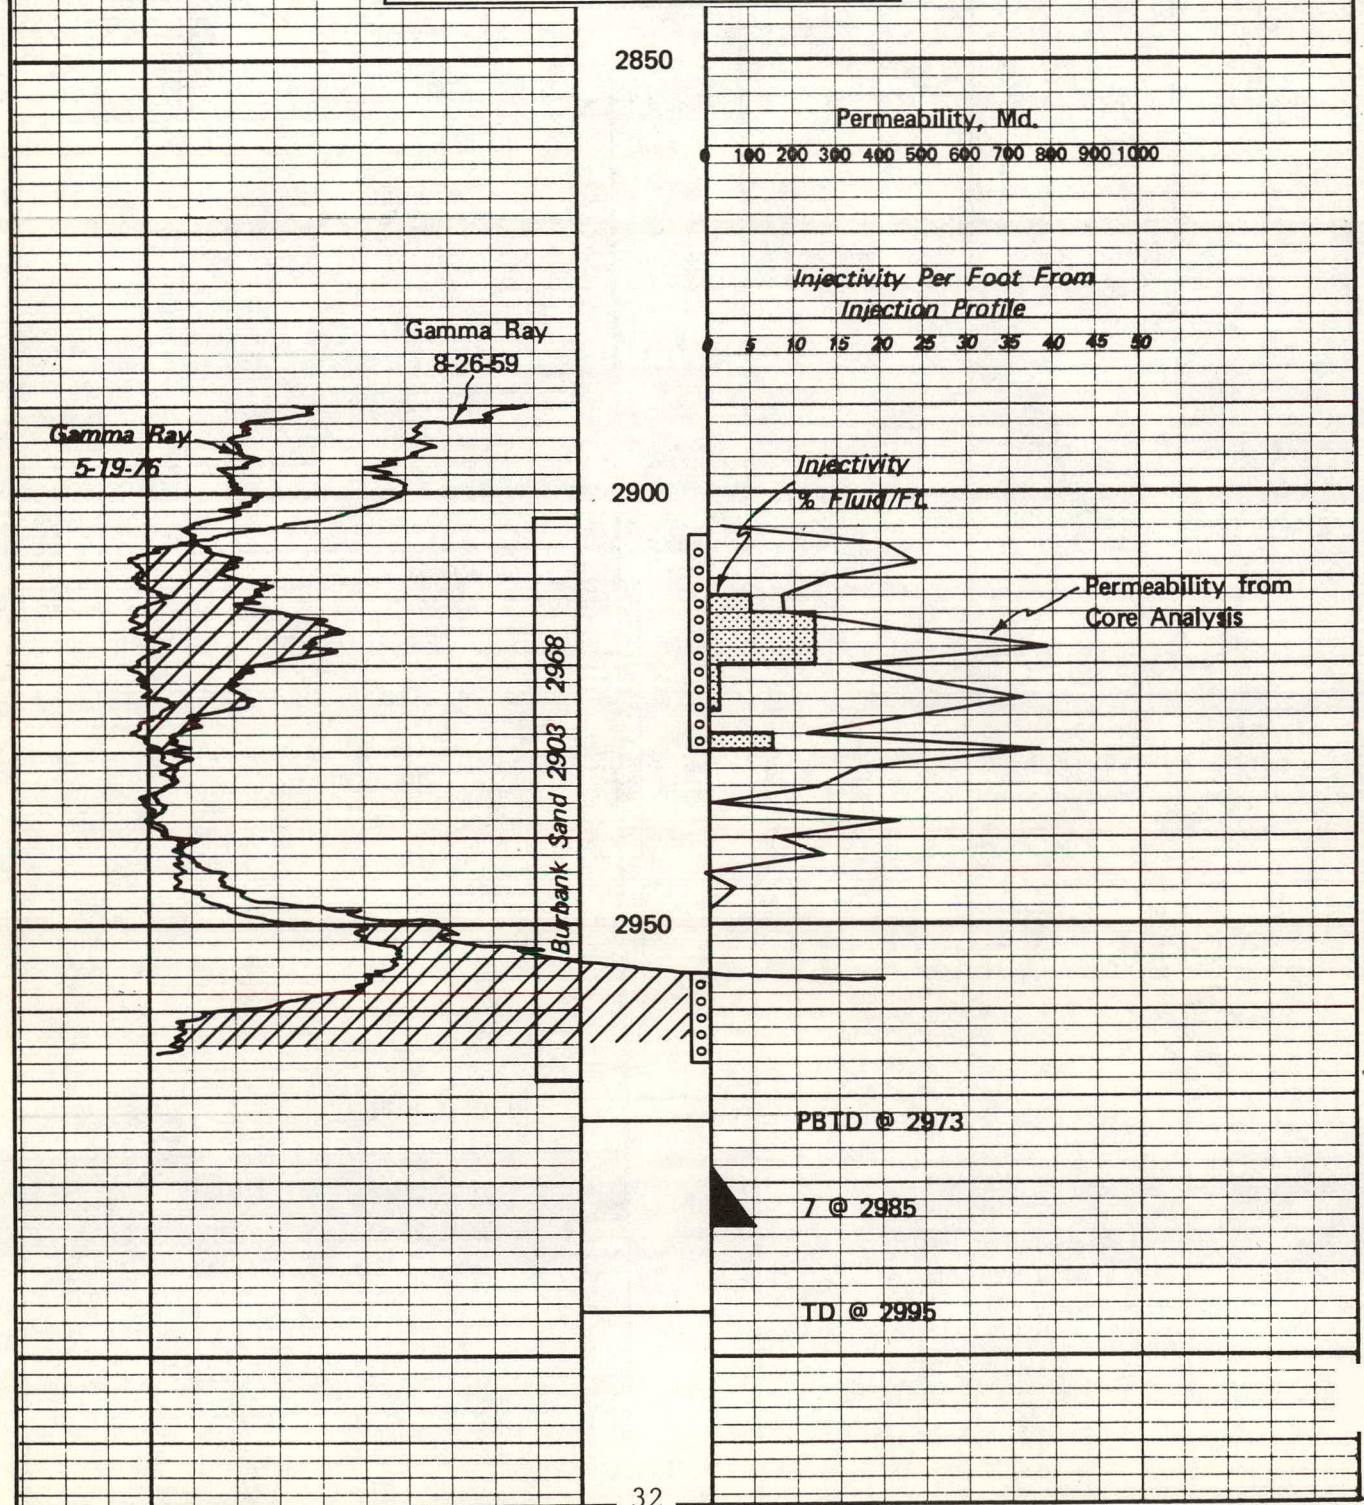 2850
Permeability, Md.
0 100 200 300 400 500 600 700 800 900 1000
Injectivity Per Foot From
Injection Profile
0 5 10 15 20 25 30 35 40 45 50
Gamma Ray
8-26-59
Gamma Ray
5-19-76
Injectivity
% Fluid/Ft.
2900
Permeability from
Core Analysis
Burbank Sand 2903 2968
2950
PBTD @ 2973
7 @ 2985
TD @ 2995
32